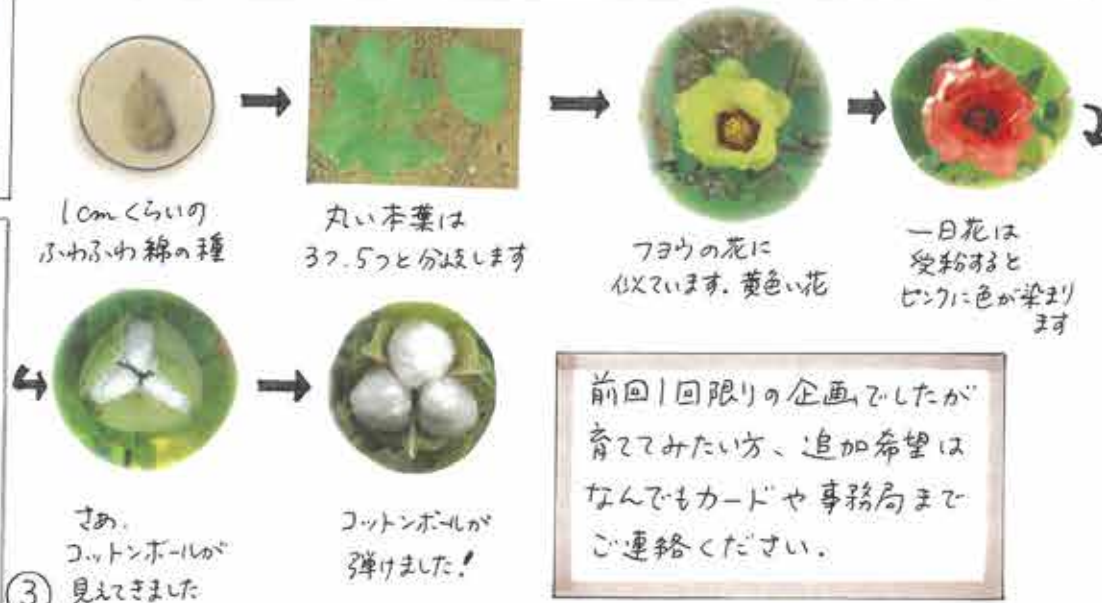 1cmくらいの
ふわふわ綿の種
丸い本葉は
3つ.5つと分岐します
フヨウの花に
似ています.黄色い花
一日花は
受粉すると
ピンクに色が染まり
ます
さあ.
コットンボールが
見えてきました
コットンボールが
弾けました!
前回1回限りの企画でしたが
育ててみたい方、追加希望は
なんでもカードや事務局まで
ご連絡ください.
③